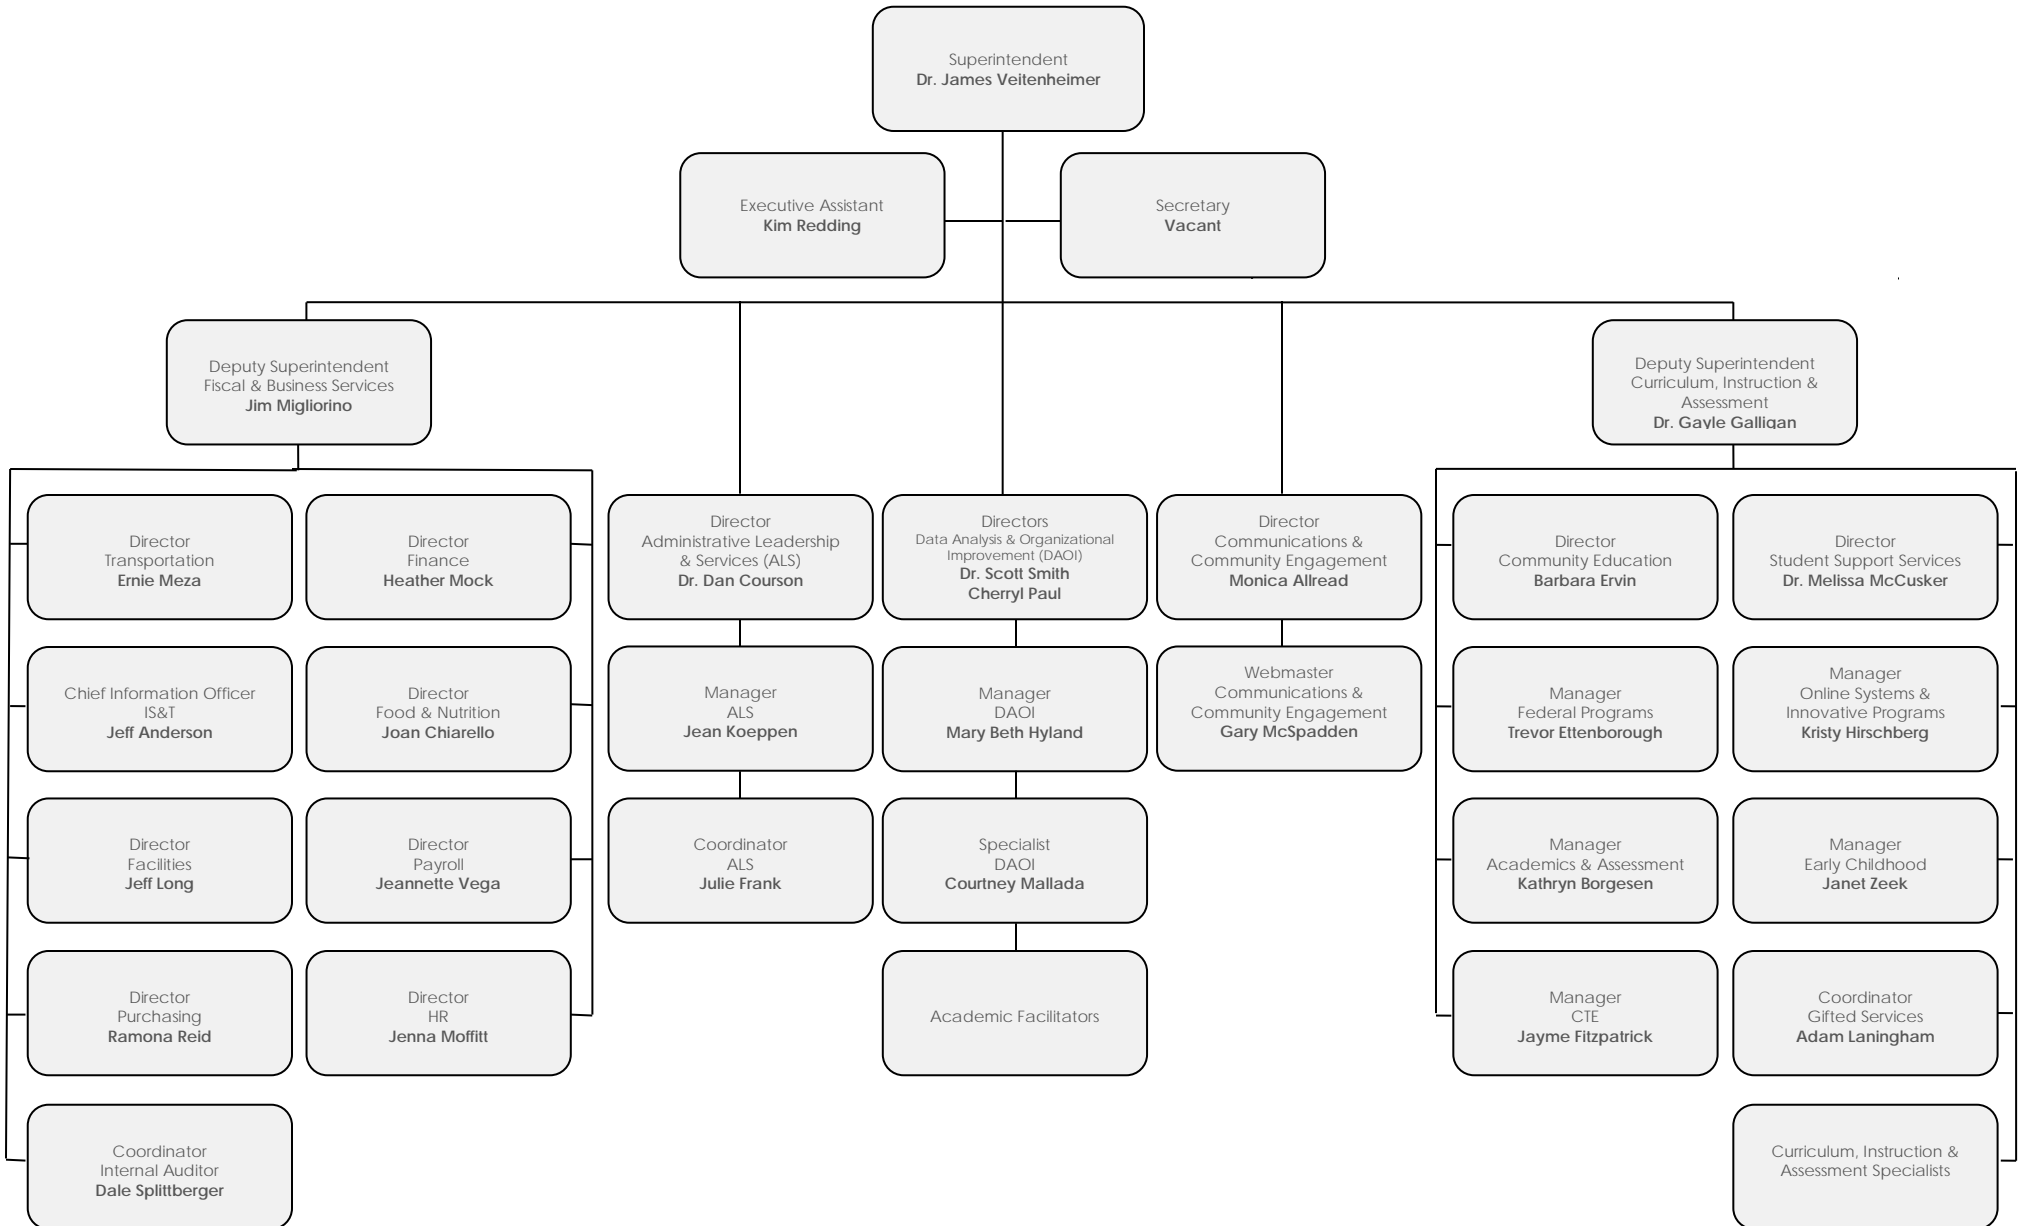 Superintendent
Dr. James Veitenheimer
Executive Assistant
Kim Redding
Secretary
Vacant
Deputy Superintendent
Fiscal & Business Services
Jim Migliorino
Deputy Superintendent
Curriculum, Instruction &
Assessment
Dr. Gayle Galligan
Director
Transportation
Ernie Meza
Director
Finance
Heather Mock
Director
Administrative Leadership
& Services (ALS)
Dr. Dan Courson
Directors
Data Analysis & Organizational
Improvement (DAOI)
Dr. Scott Smith
Cherryl Paul
Director
Communications &
Community Engagement
Monica Allread
Director
Community Education
Barbara Ervin
Director
Student Support Services
Dr. Melissa McCusker
Chief Information Officer
IS&T
Jeff Anderson
Director
Food & Nutrition
Joan Chiarello
Manager
ALS
Jean Koeppen
Manager
DAOI
Mary Beth Hyland
Webmaster
Communications &
Community Engagement
Gary McSpadden
Manager
Federal Programs
Trevor Ettenborough
Manager
Online Systems &
Innovative Programs
Kristy Hirschberg
Director
Facilities
Jeff Long
Director
Payroll
Jeannette Vega
Coordinator
ALS
Julie Frank
Specialist
DAOI
Courtney Mallada
Manager
Academics & Assessment
Kathryn Borgesen
Manager
Early Childhood
Janet Zeek
Director
Purchasing
Ramona Reid
Director
HR
Jenna Moffitt
Academic Facilitators
Manager
CTE
Jayme Fitzpatrick
Coordinator
Gifted Services
Adam Laningham
Coordinator
Internal Auditor
Dale Splittberger
Curriculum, Instruction &
Assessment Specialists